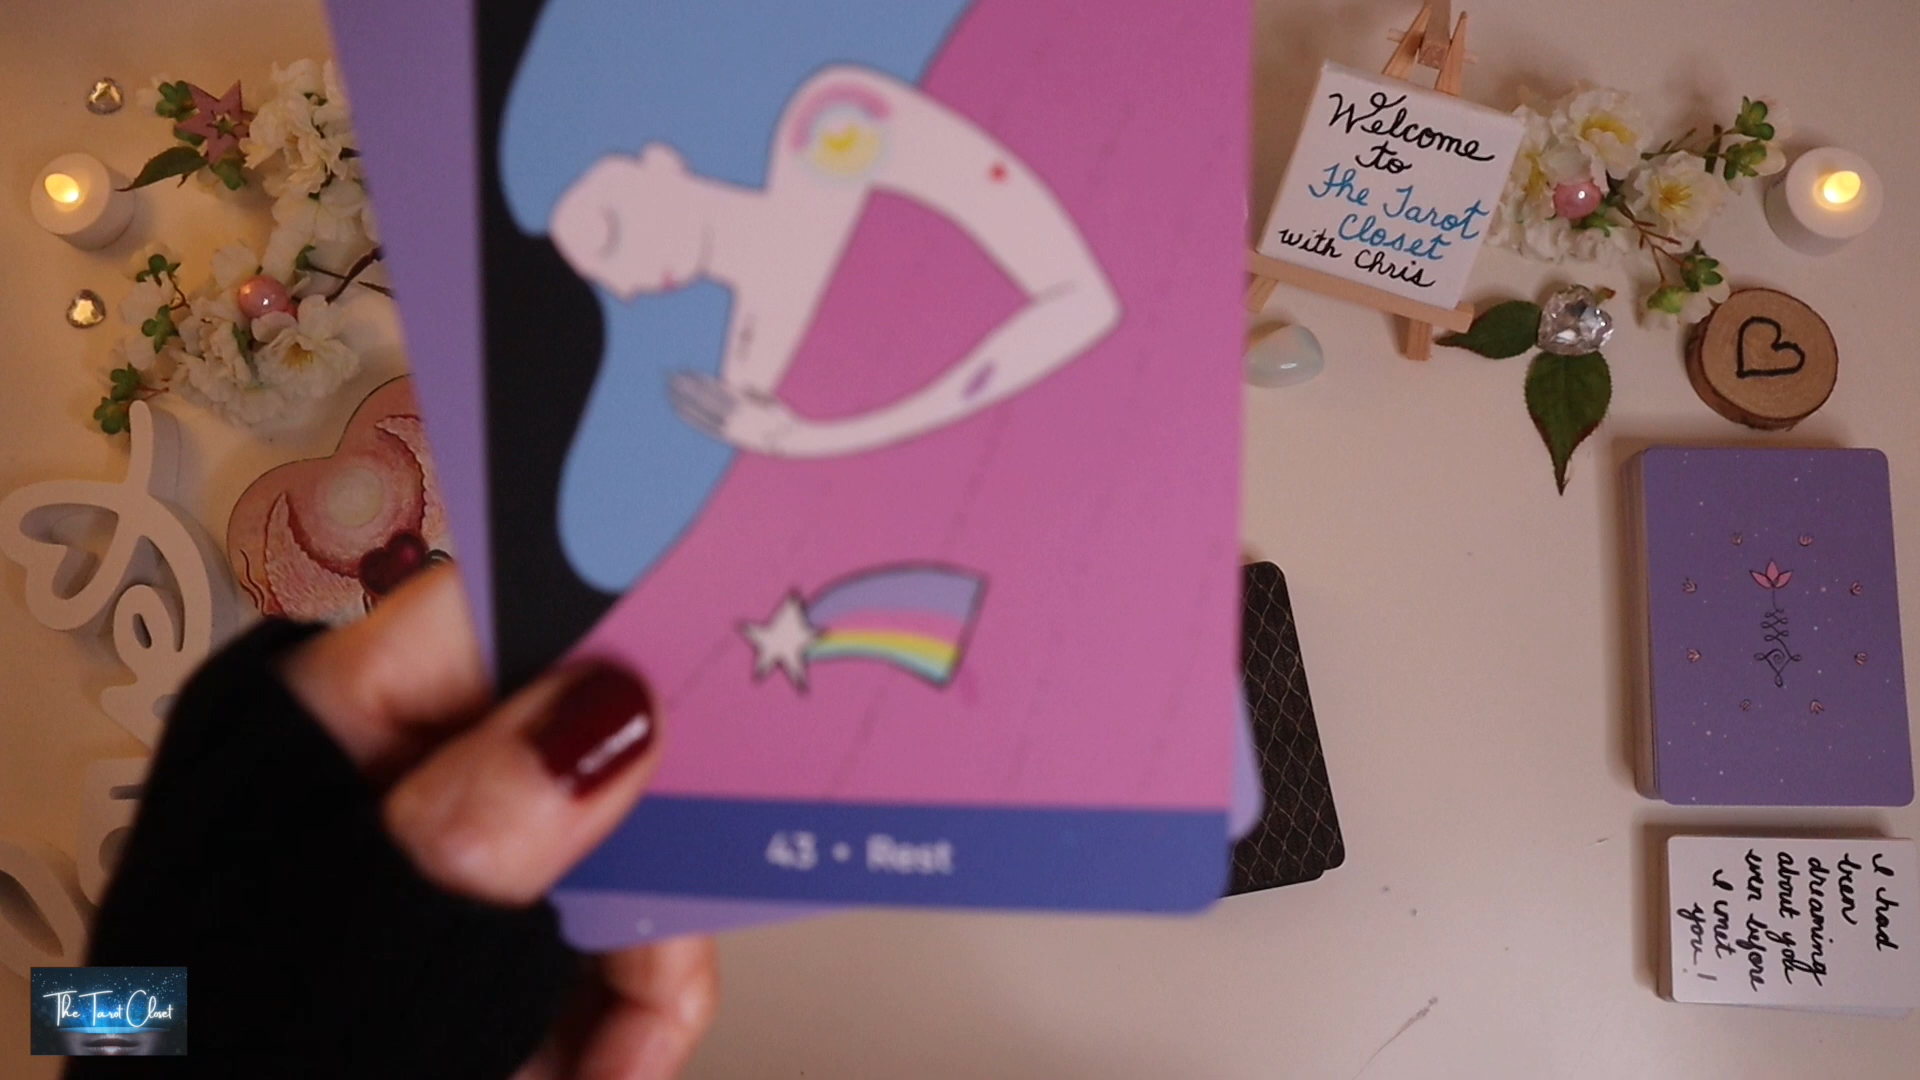 Welcome
to
The Tarot
Closet
with Chris
43 • Rest
I had
been
dreaming
about you
even before
I met
you!
The Tarot Closet